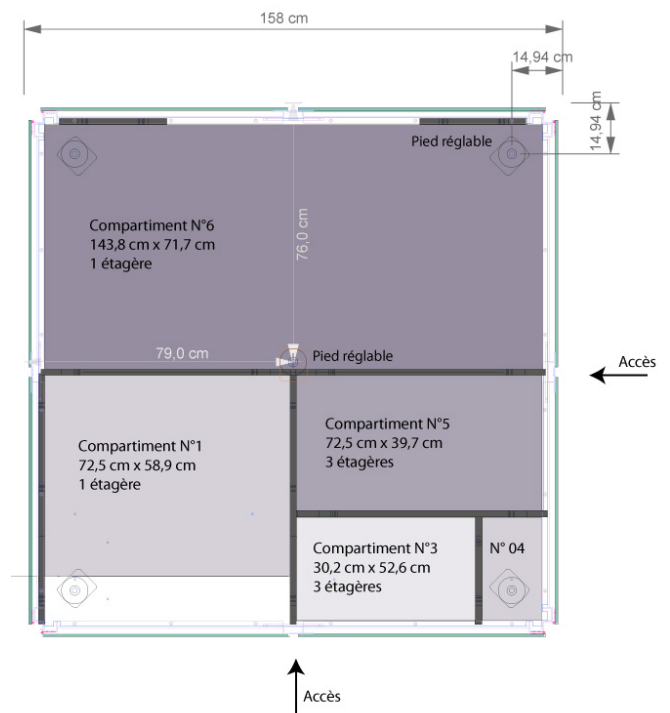 158 cm
14,94 cm
14,94 cm
Pied réglable
Compartiment N°6
143,8 cm x 71,7 cm
1 étagère
76,0 cm
79,0 cm
Pied réglable
Accès
Compartiment N°1
72,5 cm x 58,9 cm
1 étagère
Compartiment N°5
72,5 cm x 39,7 cm
3 étagères
Compartiment N°3
30,2 cm x 52,6 cm
3 étagères
N° 04
Accès